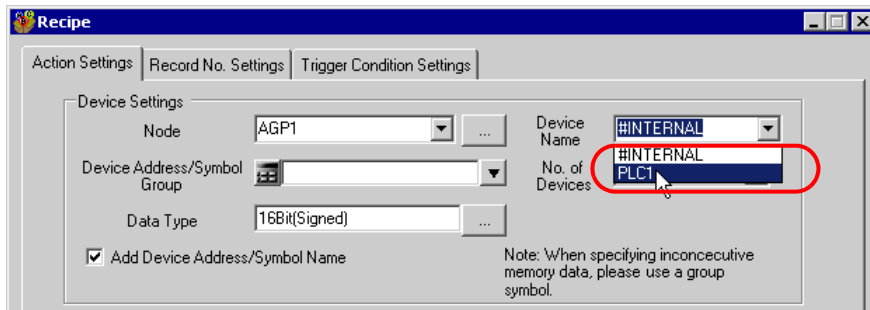 Recipe
Action Settings Record No. Settings Trigger Condition Settings
Device Settings
Node AGP1 ... Device Name #INTERNAL
#INTERNAL
PLC1
Device Address/Symbol Group No. of Devices
Data Type 16Bit(Signed) ...
Add Device Address/Symbol Name
Note: When specifying inconcecutive
memory data, please use a group
symbol.